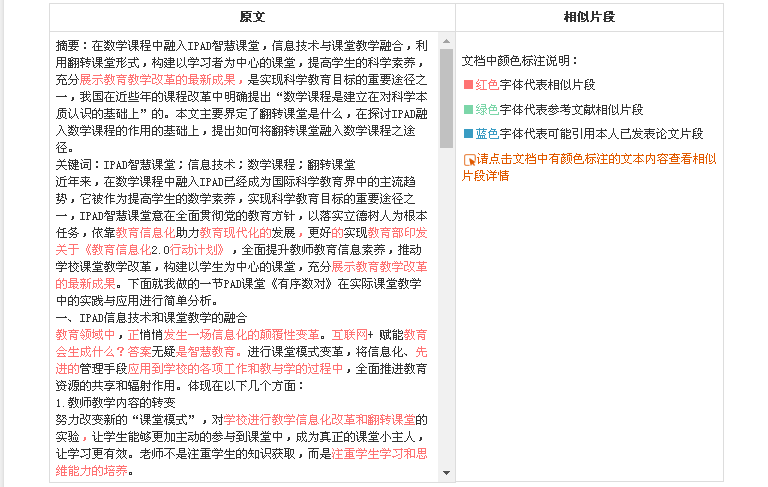 原文
相似片段
摘要：在数学课程中融入IPAD智慧课堂，信息技术与课堂教学融合，利
用翻转课堂形式，构建以学习者为中心的课堂，提高学生的科学素养，
充分展示教育教学改革的最新成果，是实现科学教育目标的重要途径之
一，我国在近些年的课程改革中明确提出“数学课程是建立在对科学本
质认识的基础上”的。本文主要界定了翻转课堂是什么，在探讨IPAD融
入数学课程的作用的基础上，提出如何将翻转课堂融入数学课程之途
径。
关键词：IPAD智慧课堂；信息技术；数学课程；翻转课堂
近年来，在数学课程中融入IPAD已经成为国际科学教育界中的主流趋
势，它被作为提高学生的数学素养，实现科学教育目标的重要途径之
一，IPAD智慧课堂意在全面贯彻党的教育方针，以落实立德树人为根本
任务，依靠教育信息化助力教育现代化的发展，更好的实现教育部印发
关于《教育信息化2.0行动计划》，全面提升教师教育信息素养，推动
学校课堂教学改革，构建以学生为中心的课堂，充分展示教育教学改革
的最新成果。下面就我做的一节PAD课堂《有序数对》在实际课堂教学
中的实践与应用进行简单分析。
一、IPAD信息技术和课堂教学的融合
教育领域中，正悄悄发生一场信息化的颠覆性变革。互联网+ 赋能教育
会生成什么？答案无疑是智慧教育。进行课堂模式变革，将信息化、先
进的管理手段应用到学校的各项工作和教与学的过程中，全面推进教育
资源的共享和辐射作用。体现在以下几个方面：
1.教师教学内容的转变
努力改变新的“课堂模式”，对学校进行教学信息化改革和翻转课堂的
实验，让学生能够更加主动的参与到课堂中，成为真正的课堂小主人，
让学习更有效。老师不是注重学生的知识获取，而是注重学生学习和思
维能力的培养。
文档中颜色标注说明：
红色字体代表相似片段
绿色字体代表参考文献相似片段
蓝色字体代表可能引用本人已发表论文片段
请点击文档中有颜色标注的文本内容查看相似
片段详情